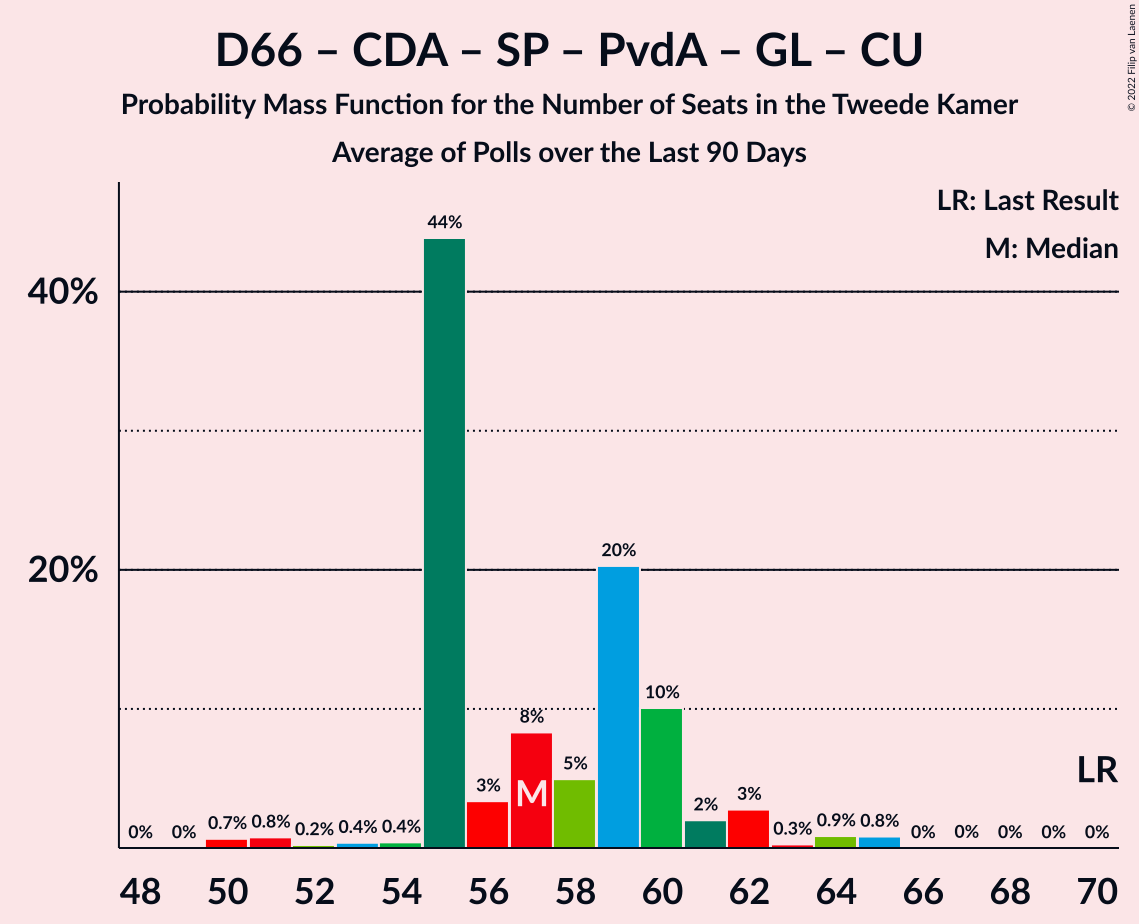 D66 – CDA – SP – PvdA – GL – CU
Probability Mass Function for the Number of Seats in the Tweede Kamer
Average of Polls over the Last 90 Days
© 2022 Filip van Laenen
LR: Last Result
M: Median
40%
20%
0%
0%
0.7%
0.8%
0.2%
0.4%
0.4%
44%
3%
8%
5%
20%
10%
2%
3%
0.3%
0.9%
0.8%
0%
0%
0%
0%
0%
M
LR
48 50 52 54 56 58 60 62 64 66 68 70